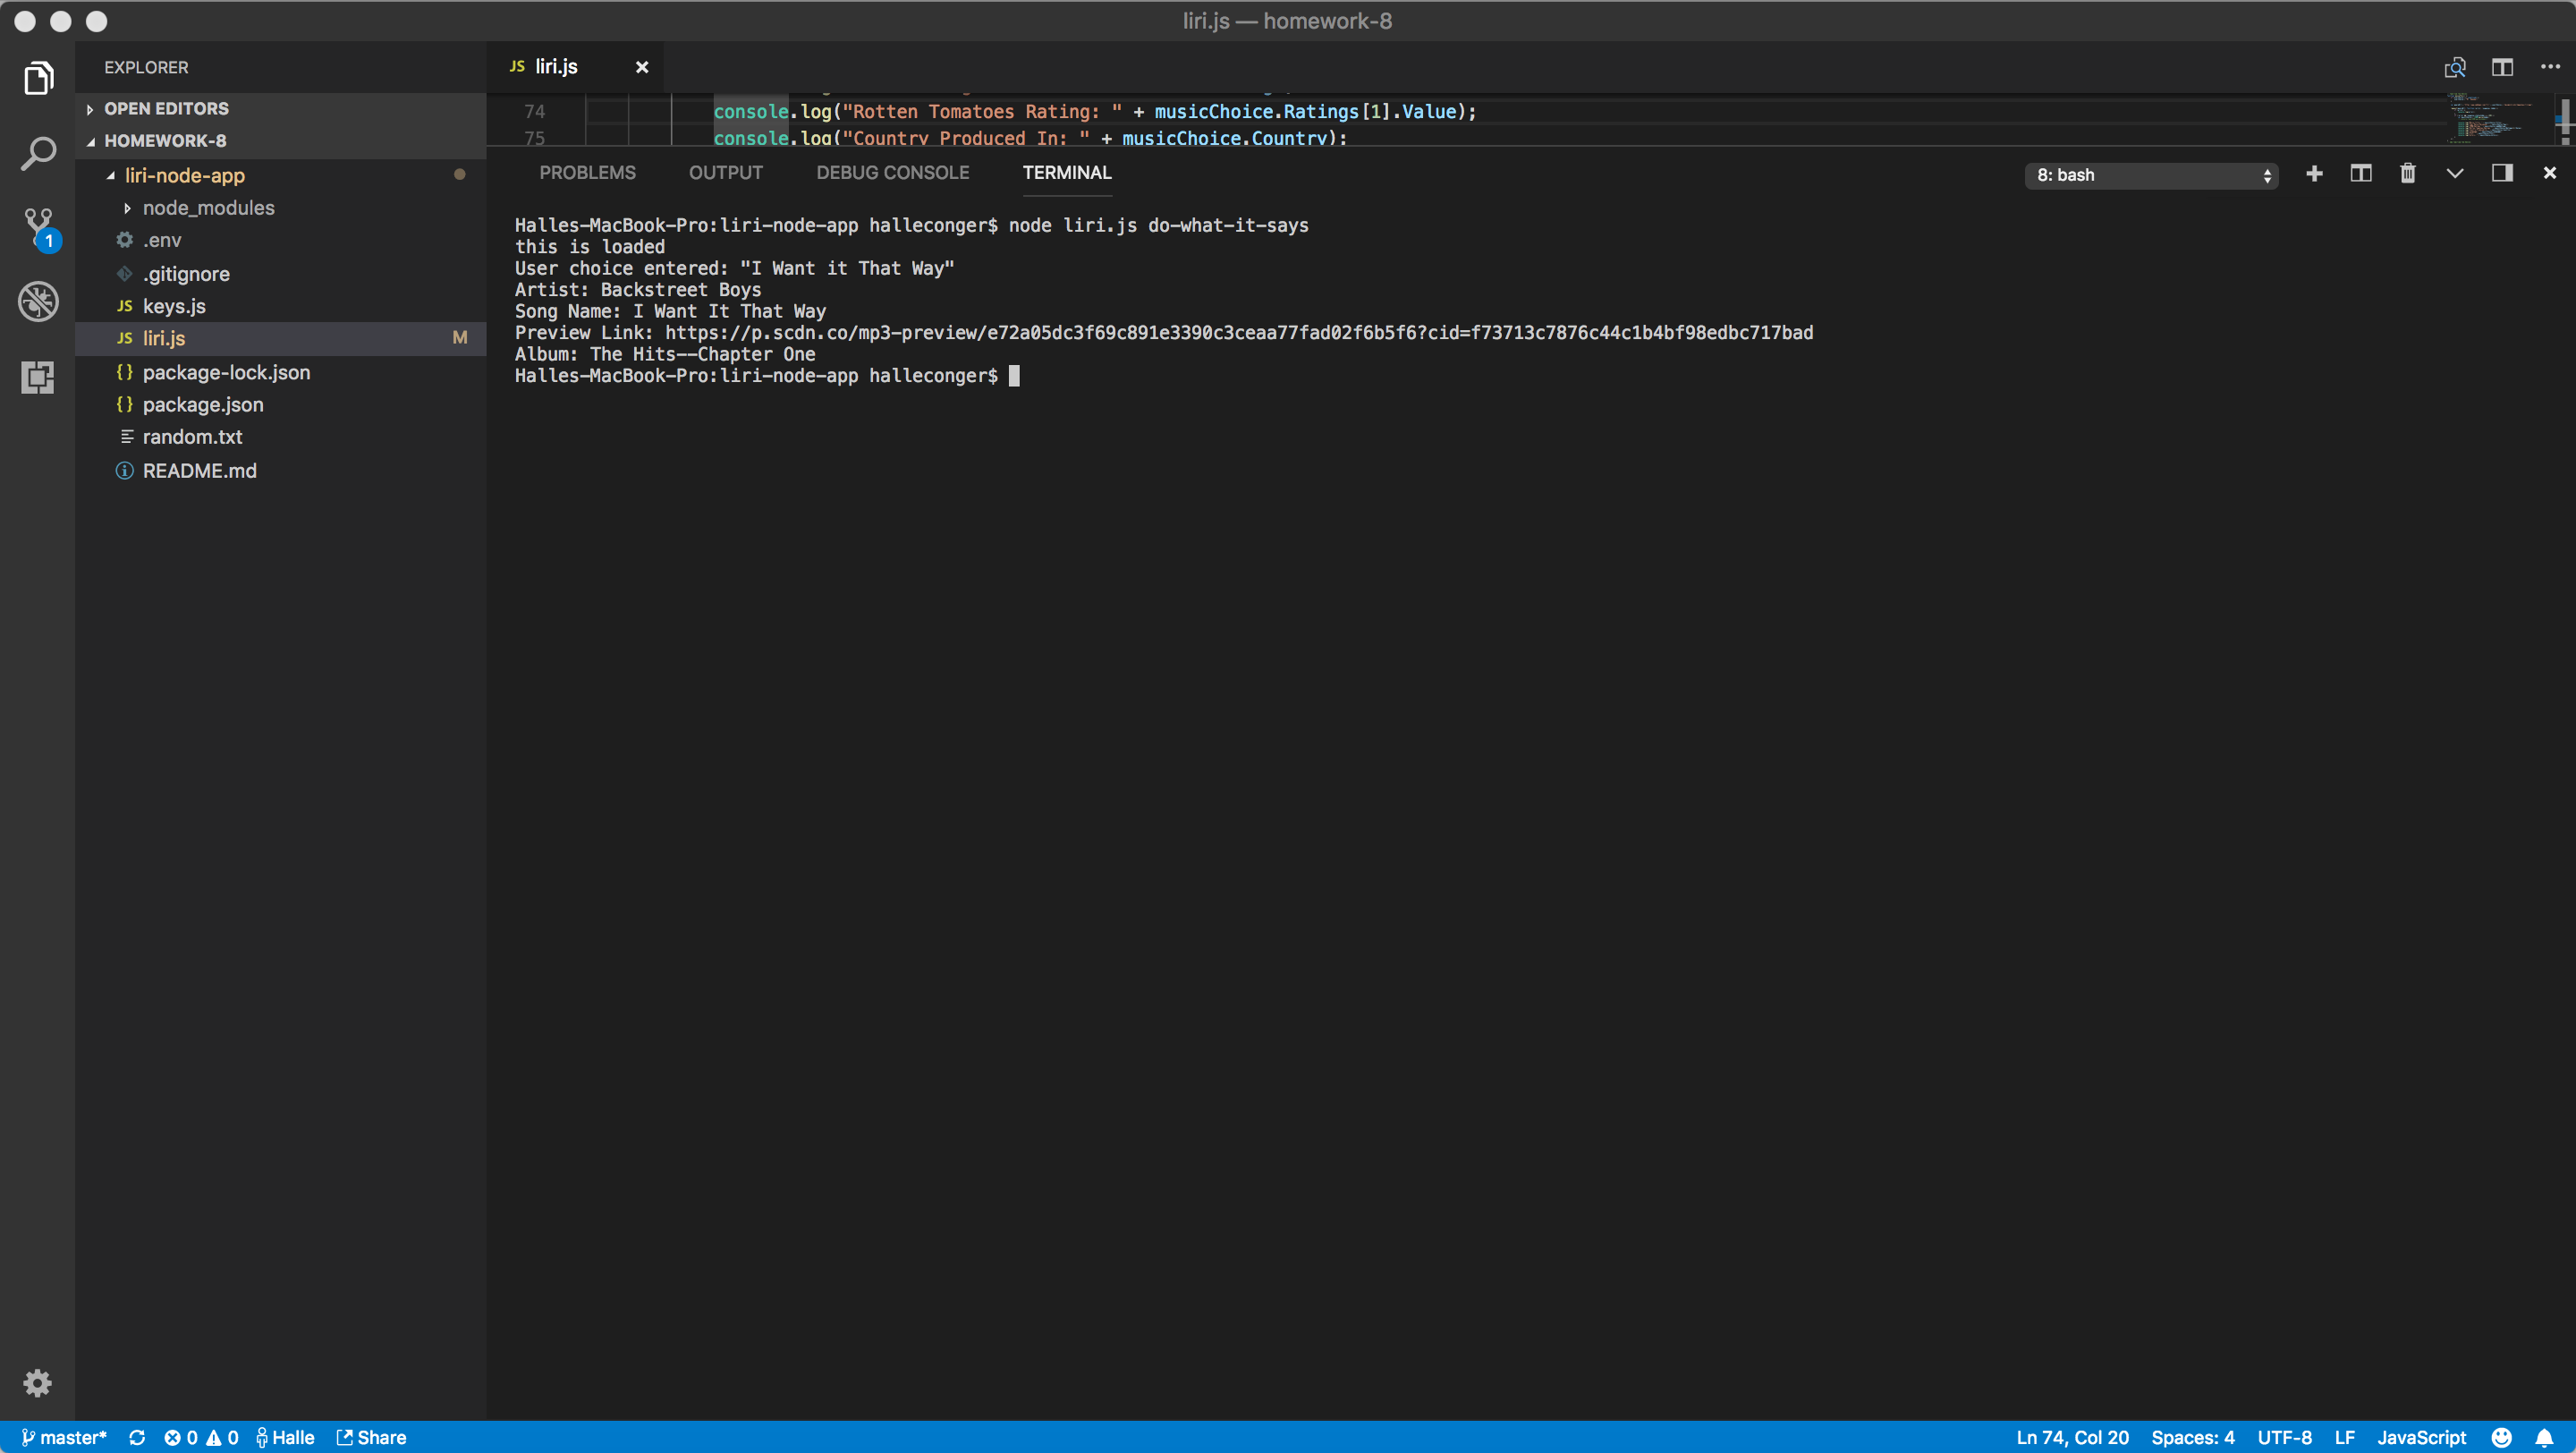 liri.js — homework-8
EXPLORER
OPEN EDITORS
HOMEWORK-8
liri-node-app
node_modules
.env
.gitignore
JS keys.js
JS liri.js M
{} package-lock.json
{} package.json
random.txt
README.md
1
JS liri.js
74 console.log("Rotten Tomatoes Rating: " + musicChoice.Ratings[1].Value);
75 console.log("Country Produced In: " + musicChoice.Country);
PROBLEMS OUTPUT DEBUG CONSOLE TERMINAL 8: bash
Halles-MacBook-Pro:liri-node-app halleconger$ node liri.js do-what-it-says
this is loaded
User choice entered: "I Want it That Way"
Artist: Backstreet Boys
Song Name: I Want It That Way
Preview Link: https://p.scdn.co/mp3-preview/e72a05dc3f69c891e3390c3ceaa77fad02f6b5f6?cid=f73713c7876c44c1b4bf98edbc717bad
Album: The Hits--Chapter One
Halles-MacBook-Pro:liri-node-app halleconger$
master* 0 0 Halle Share Ln 74, Col 20 Spaces: 4 UTF-8 LF JavaScript